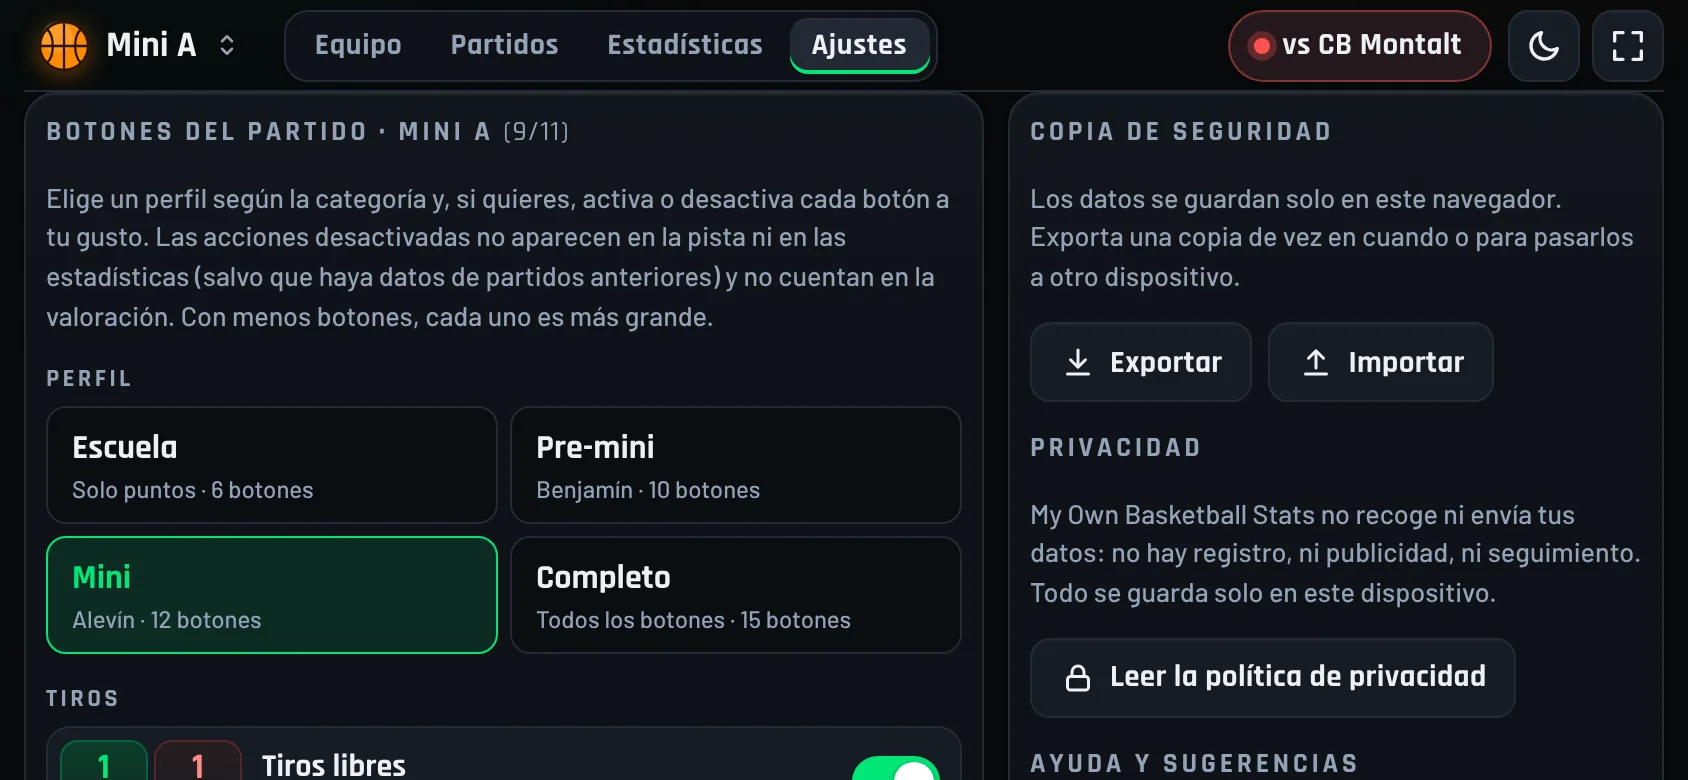 Mini A
Equipo
Partidos
Estadísticas
Ajustes
vs CB Montalt
BOTONES DEL PARTIDO · MINI A (9/11)
Elige un perfil según la categoría y, si quieres, activa o desactiva cada botón a
tu gusto. Las acciones desactivadas no aparecen en la pista ni en las
estadísticas (salvo que haya datos de partidos anteriores) y no cuentan en la
valoración. Con menos botones, cada uno es más grande.
PERFIL
Escuela
Solo puntos · 6 botones
Pre-mini
Benjamín · 10 botones
Mini
Alevín · 12 botones
Completo
Todos los botones · 15 botones
TIROS
1
1
Tiros libres
COPIA DE SEGURIDAD
Los datos se guardan solo en este navegador.
Exporta una copia de vez en cuando o para pasarlos
a otro dispositivo.
Exportar
Importar
PRIVACIDAD
My Own Basketball Stats no recoge ni envía tus
datos: no hay registro, ni publicidad, ni seguimiento.
Todo se guarda solo en este dispositivo.
Leer la política de privacidad
AYUDA Y SUGERENCIAS